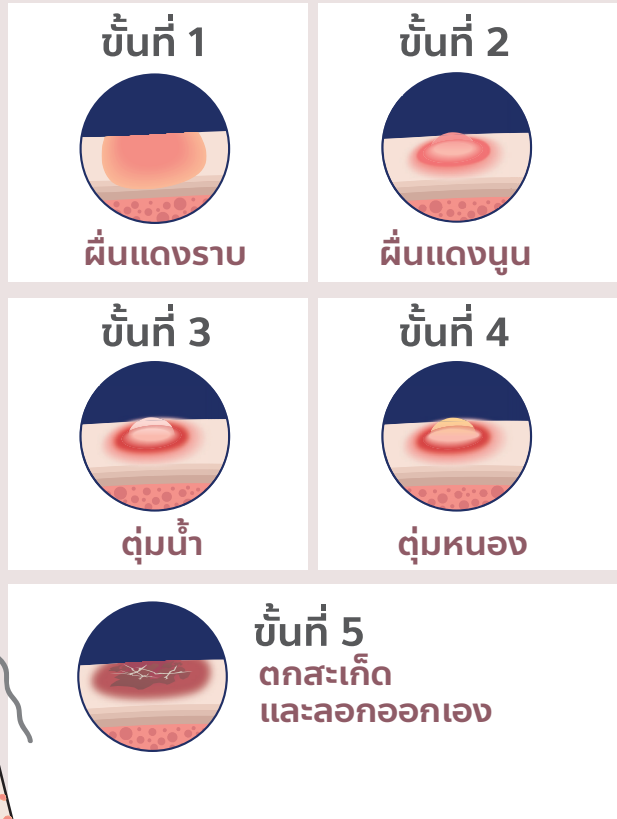 ขั้นที่ 1
ขั้นที่ 2
ผื่นแดงราบ
ผื่นแดงนูน
ขั้นที่ 3
ขั้นที่ 4
ตุ่มน้ำ
ตุ่มหนอง
ขั้นที่ 5
ตกสะเก็ด
และลอกออกเอง